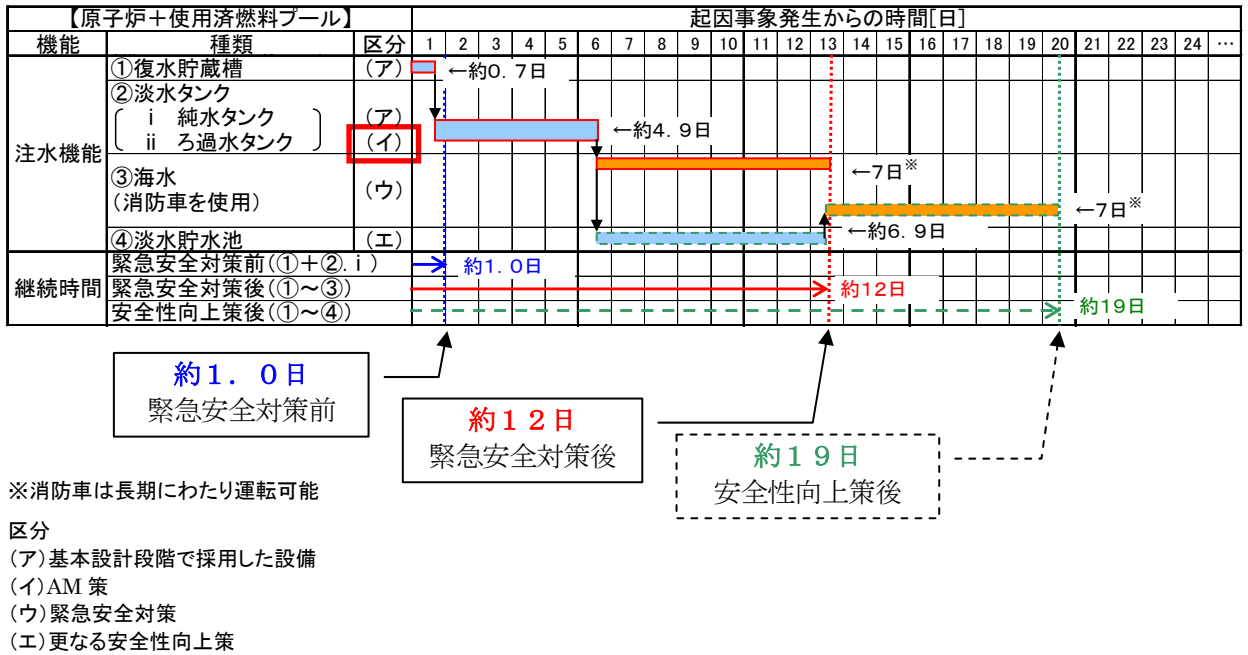 【原子炉+使用済燃料プール】 起因事象発生からの時間[日]
機能 種類 区分 1 2 3 4 5 6 7 8 9 10 11 12 13 14 15 16 17 18 19 20 21 22 23 24 …
注水機能
①復水貯蔵槽 (ア) ←約0.7日
②淡水タンク
ⅰ 純水タンク (ア)
ⅱ ろ過水タンク (イ)
←約4.9日
③海水
(消防車を使用) (ウ)
←7日※
←7日※
④淡水貯水池 (エ) ←約6.9日
継続時間
緊急安全対策前(①+②.ⅰ) 約1.0日
緊急安全対策後(①~③) 約12日
安全性向上策後(①~④) 約19日
約1.0日
緊急安全対策前
約12日
緊急安全対策後
約19日
安全性向上策後
※消防車は長期にわたり運転可能
区分
(ア)基本設計段階で採用した設備
(イ)AM 策
(ウ)緊急安全対策
(エ)更なる安全性向上策